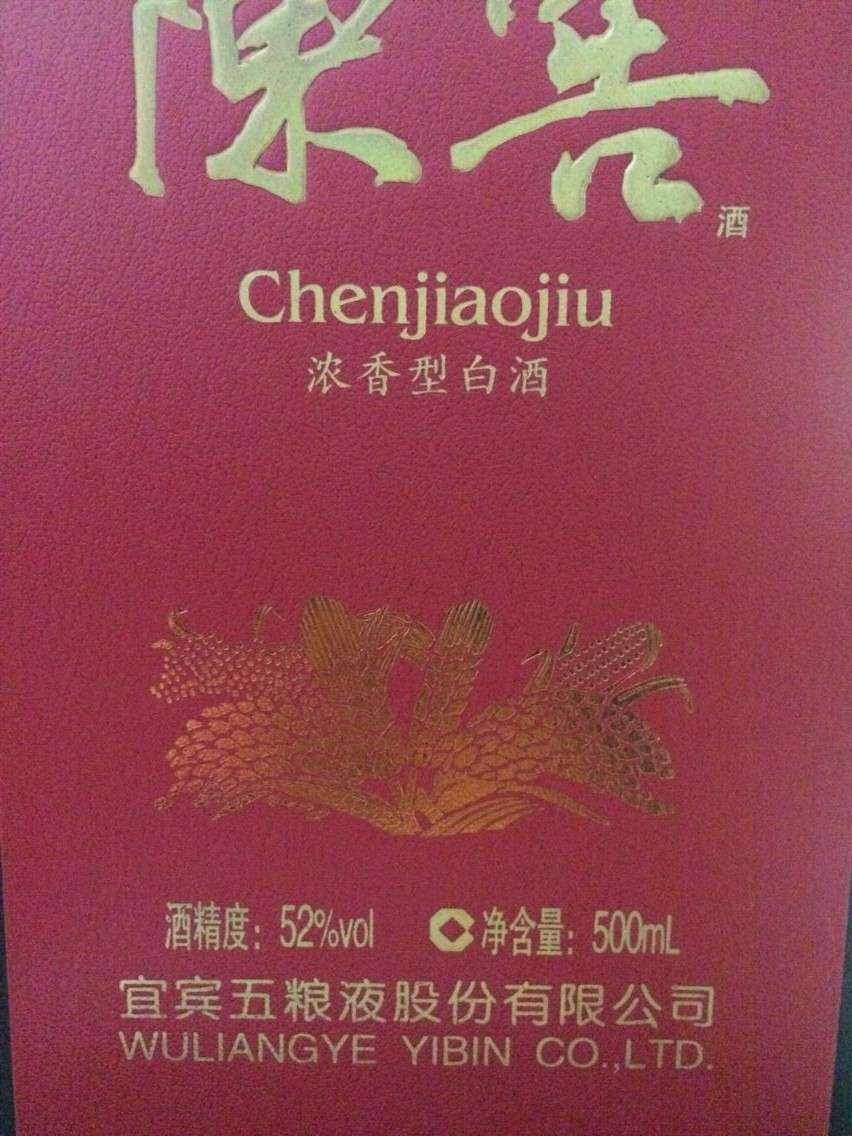 陳窖
酒
Chenjiaojiu
浓香型白酒
酒精度：52%vol 净含量：500mL
宜宾五粮液股份有限公司
WULIANGYE YIBIN CO.,LTD.